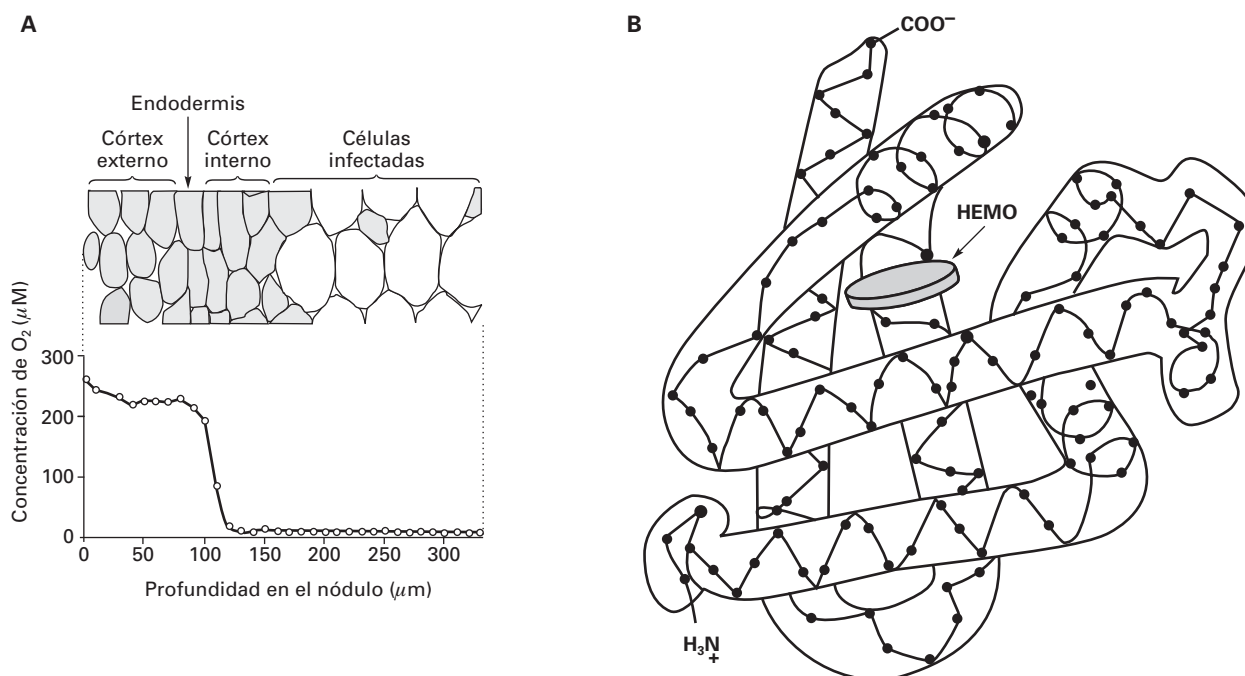 A
Endodermis
Córtex externo
Córtex interno
Células infectadas
Concentración de O₂ (μM)
300
200
100
0
0 50 100 150 200 250 300
Profundidad en el nódulo (μm)
B
COO⁻
HEMO
H₃N
+